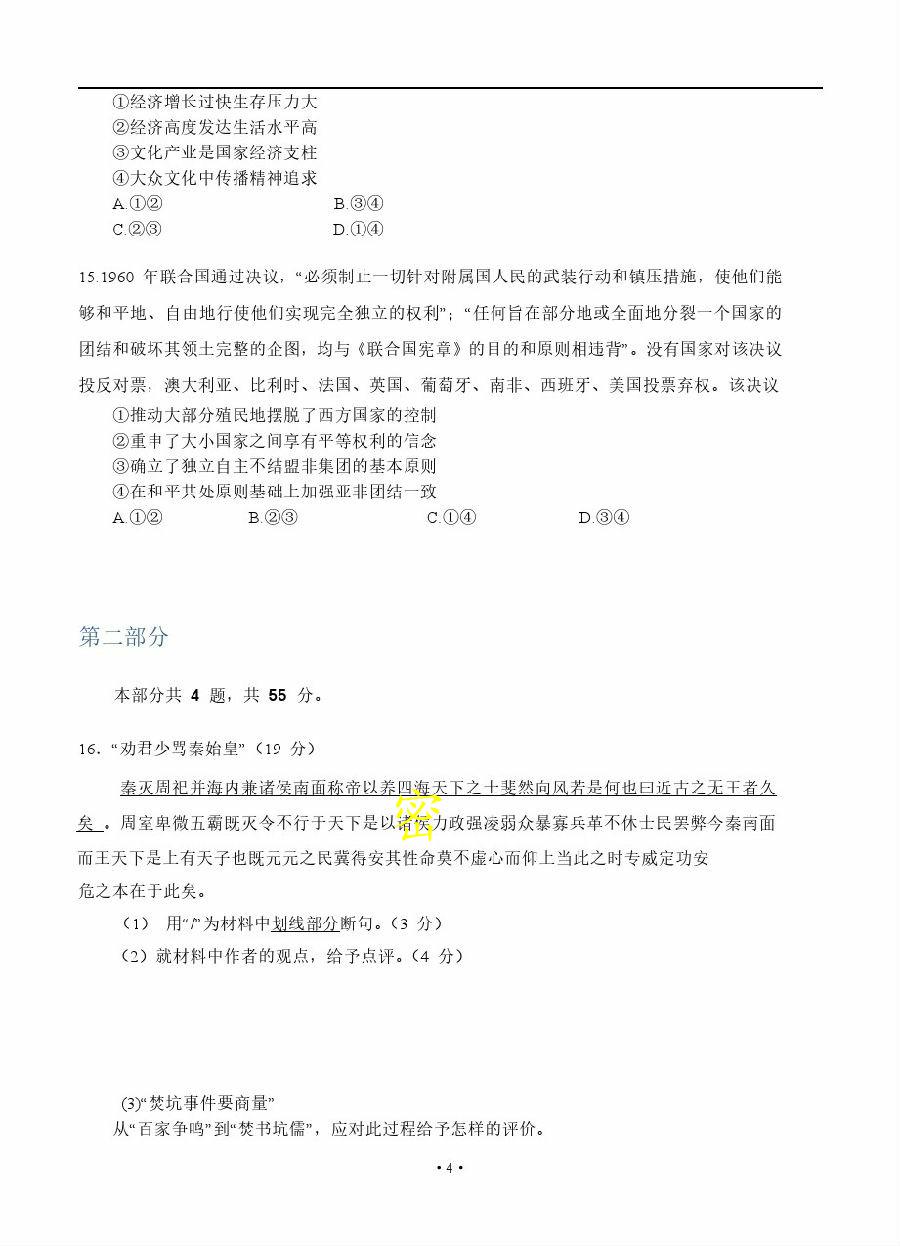 ①经济增长过快生存压力大
②经济高度发达生活水平高
③文化产业是国家经济支柱
④大众文化中传播精神追求
A.①② B.③④
C.②③ D.①④
15.1960 年联合国通过决议，“必须制止一切针对附属国人民的武装行动和镇压措施，使他们能
够和平地、自由地行使他们实现完全独立的权利”；“任何旨在部分地或全面地分裂一个国家的
团结和破坏其领土完整的企图，均与《联合国宪章》的目的和原则相违背”。没有国家对该决议
投反对票，澳大利亚、比利时、法国、英国、葡萄牙、南非、西班牙、美国投票弃权。该决议
①推动大部分殖民地摆脱了西方国家的控制
②重申了大小国家之间享有平等权利的信念
③确立了独立自主不结盟非集团的基本原则
④在和平共处原则基础上加强亚非团结一致
A.①② B.②③ C.①④ D.③④
第二部分
本部分共 4 题，共 55 分。
16．“劝君少骂秦始皇”（19 分）
秦灭周祀并海内兼诸侯南面称帝以养四海天下之士斐然向风若是何也曰近古之无王者久
矣 。周室卑微五霸既灭令不行于天下是以诸侯力政强凌弱众暴寡兵革不休士民罢弊今秦南面
而王天下是上有天子也既元元之民冀得安其性命莫不虚心而仰上当此之时专威定功安
危之本在于此矣。
（1） 用“/”为材料中划线部分断句。（3 分）
（2）就材料中作者的观点，给予点评。（4 分）
(3)“焚坑事件要商量”
从“百家争鸣”到“焚书坑儒”，应对此过程给予怎样的评价。
• 4 •
密